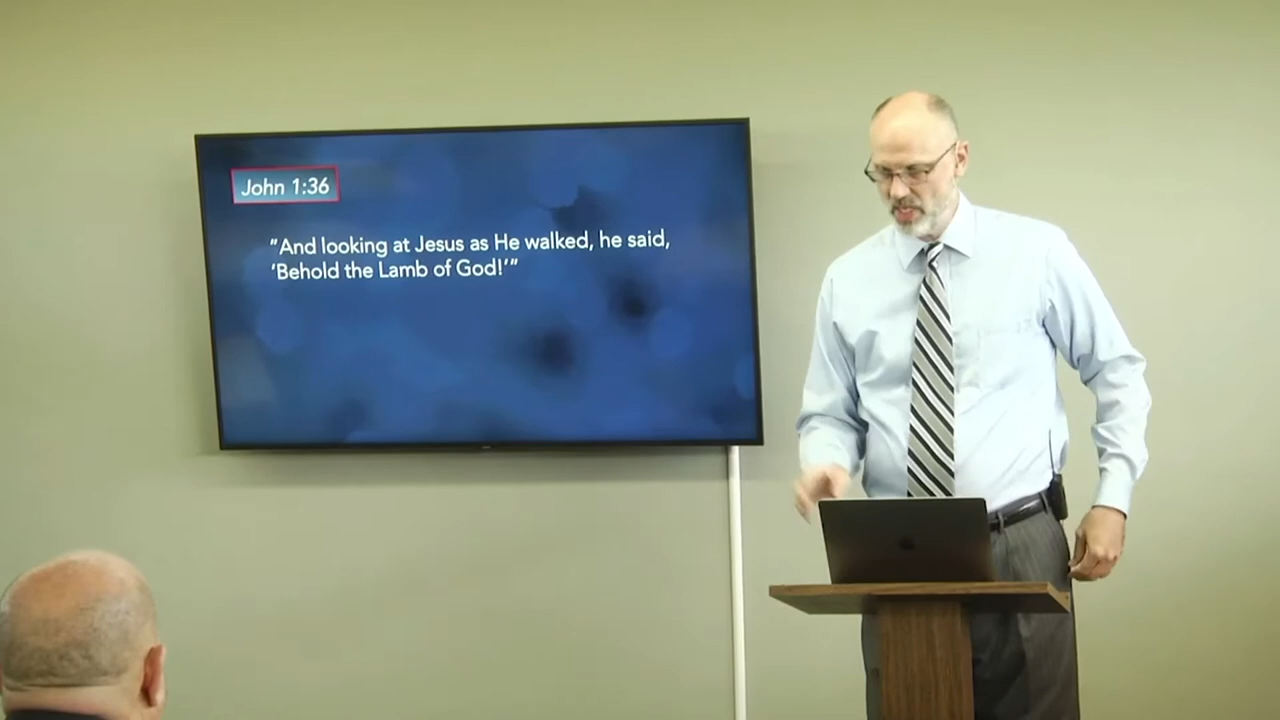 John 1:36
"And looking at Jesus as He walked, he said,
'Behold the Lamb of God!'"